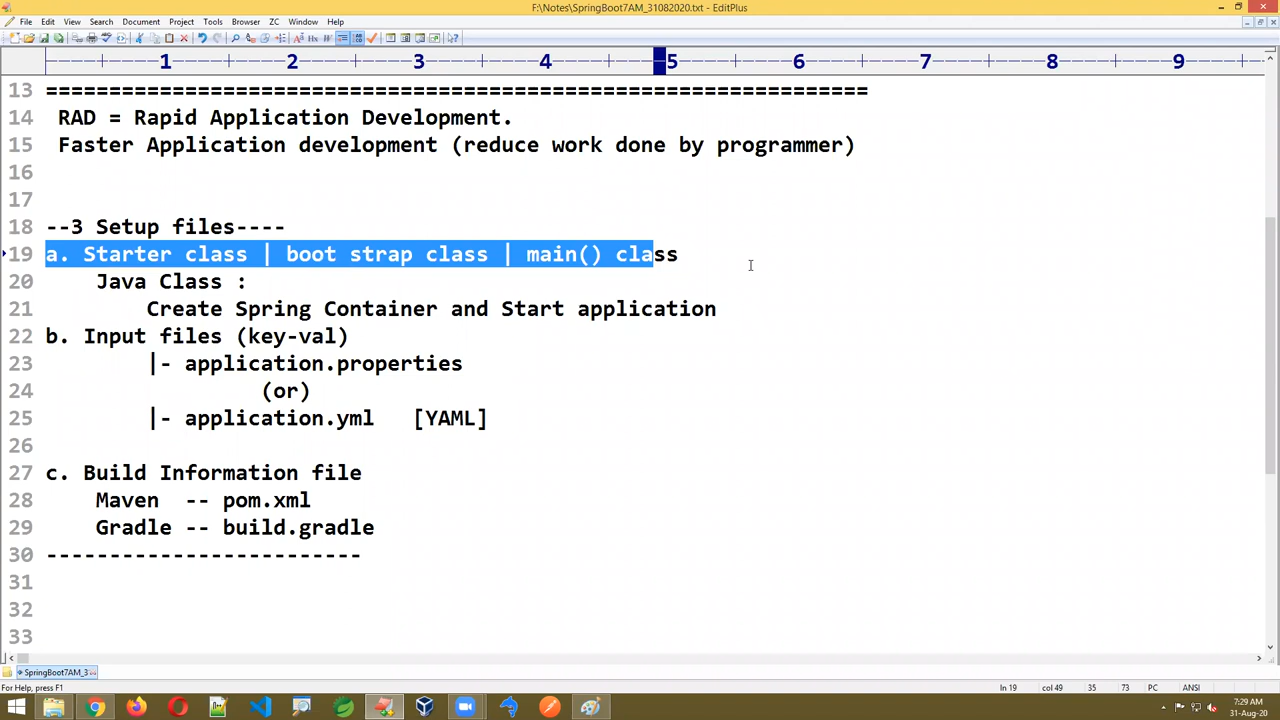 F:\Notes\SpringBoot7AM_31082020.txt - EditPlus
File Edit View Search Document Project Tools Browser ZC Window Help
1 2 3 4 5 6 7 8 9
13 =================================================================
14 RAD = Rapid Application Development.
15 Faster Application development (reduce work done by programmer)
16
17
18 --3 Setup files----
19 a. Starter class | boot strap class | main() class
20 Java Class :
21 Create Spring Container and Start application
22 b. Input files (key-val)
23 |- application.properties
24 (or)
25 |- application.yml [YAML]
26
27 c. Build Information file
28 Maven -- pom.xml
29 Gradle -- build.gradle
30 -------------------------
31
32
33
SpringBoot7AM_3
For Help, press F1 ln 19 col 49 35 73 PC ANSI
7:29 AM
31-Aug-20